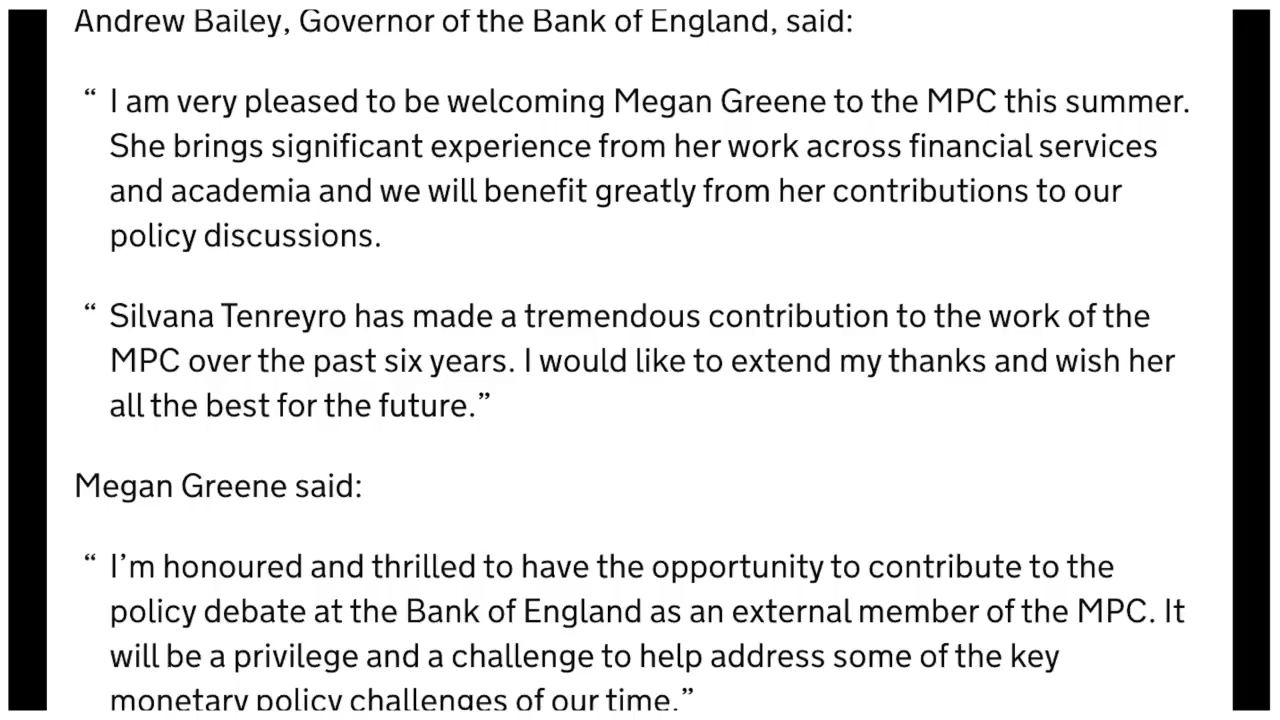 Andrew Bailey, Governor of the Bank of England, said:
“ I am very pleased to be welcoming Megan Greene to the MPC this summer.
She brings significant experience from her work across financial services
and academia and we will benefit greatly from her contributions to our
policy discussions.
“ Silvana Tenreyro has made a tremendous contribution to the work of the
MPC over the past six years. I would like to extend my thanks and wish her
all the best for the future.”
Megan Greene said:
“ I’m honoured and thrilled to have the opportunity to contribute to the
policy debate at the Bank of England as an external member of the MPC. It
will be a privilege and a challenge to help address some of the key
monetary policy challenges of our time.”